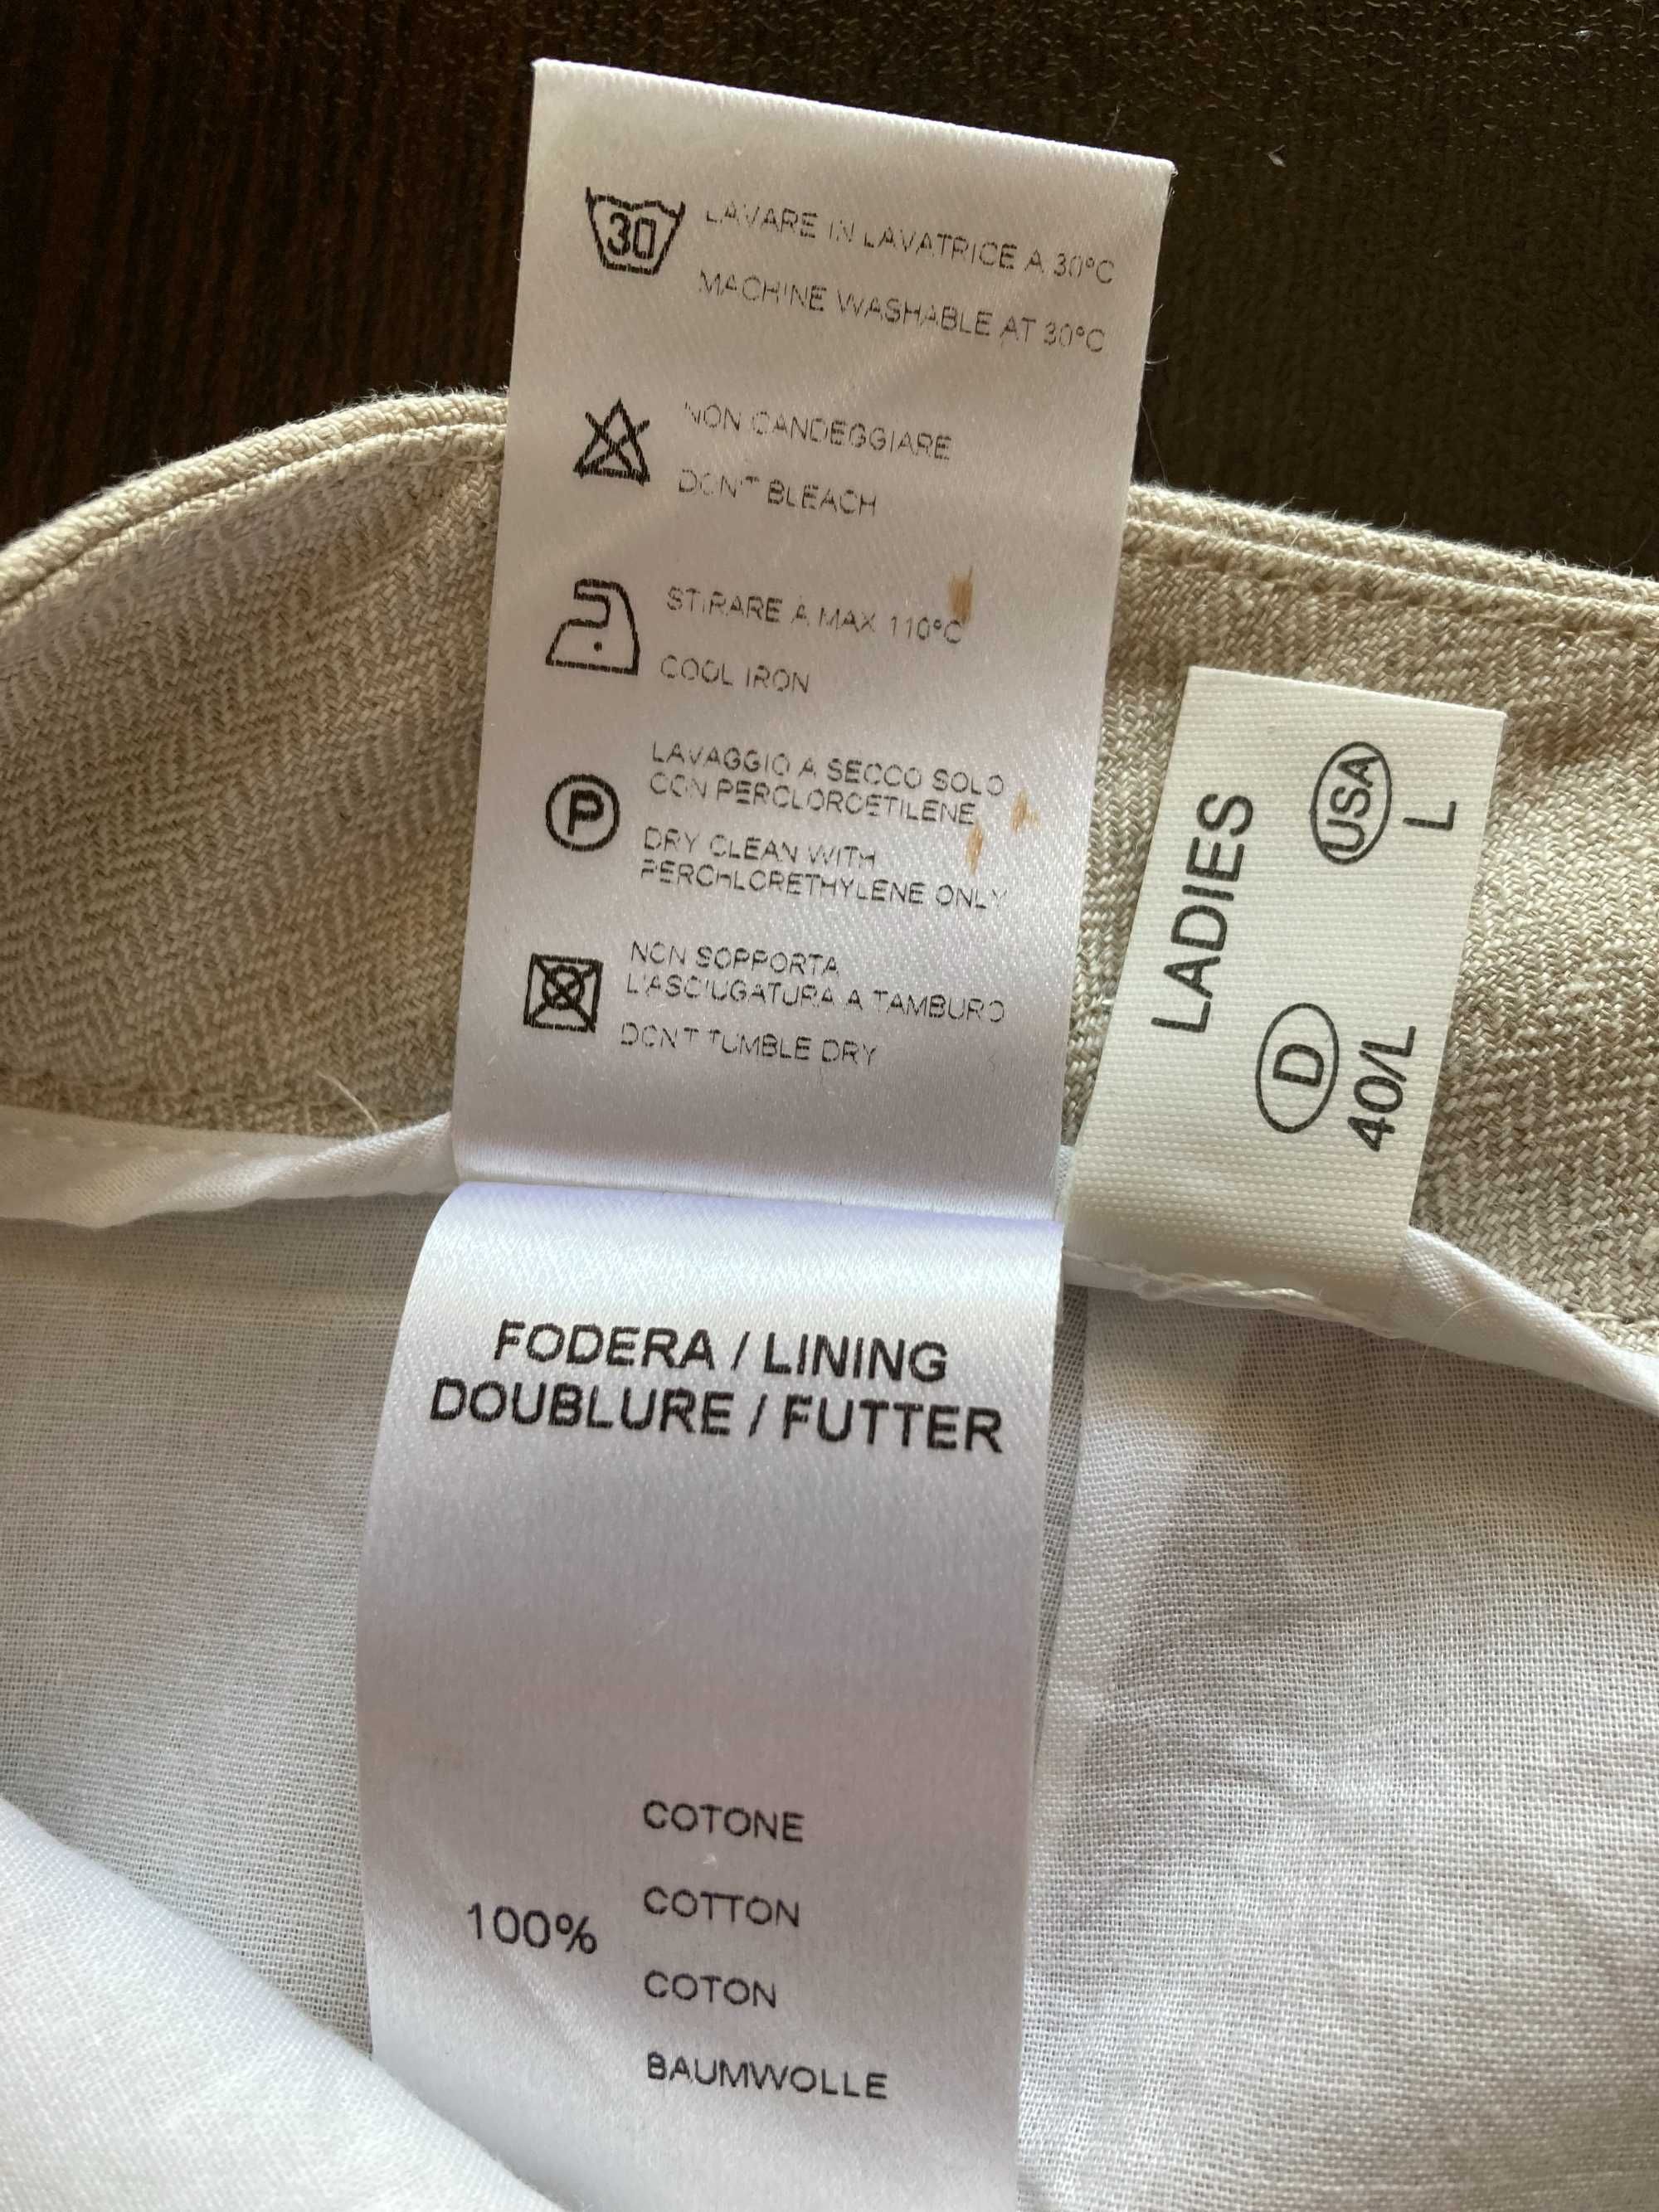 30
LAVARE IN LAVATRICE A 30°C
MACHINE WASHABLE AT 30°C
NON CANDEGGIARE
DON'T BLEACH
STIRARE A MAX 110°C
COOL IRON
P
LAVAGGIO A SECCO SOLO
CON PERCLOROETILENE
DRY CLEAN WITH
PERCHLORETHYLENE ONLY
NON SOPPORTA
L'ASCIUGATURA A TAMBURO
DON'T TUMBLE DRY
FODERA / LINING
DOUBLURE / FUTTER
100%
COTONE
COTTON
COTON
BAUMWOLLE
LADIES
D USA
40/L L